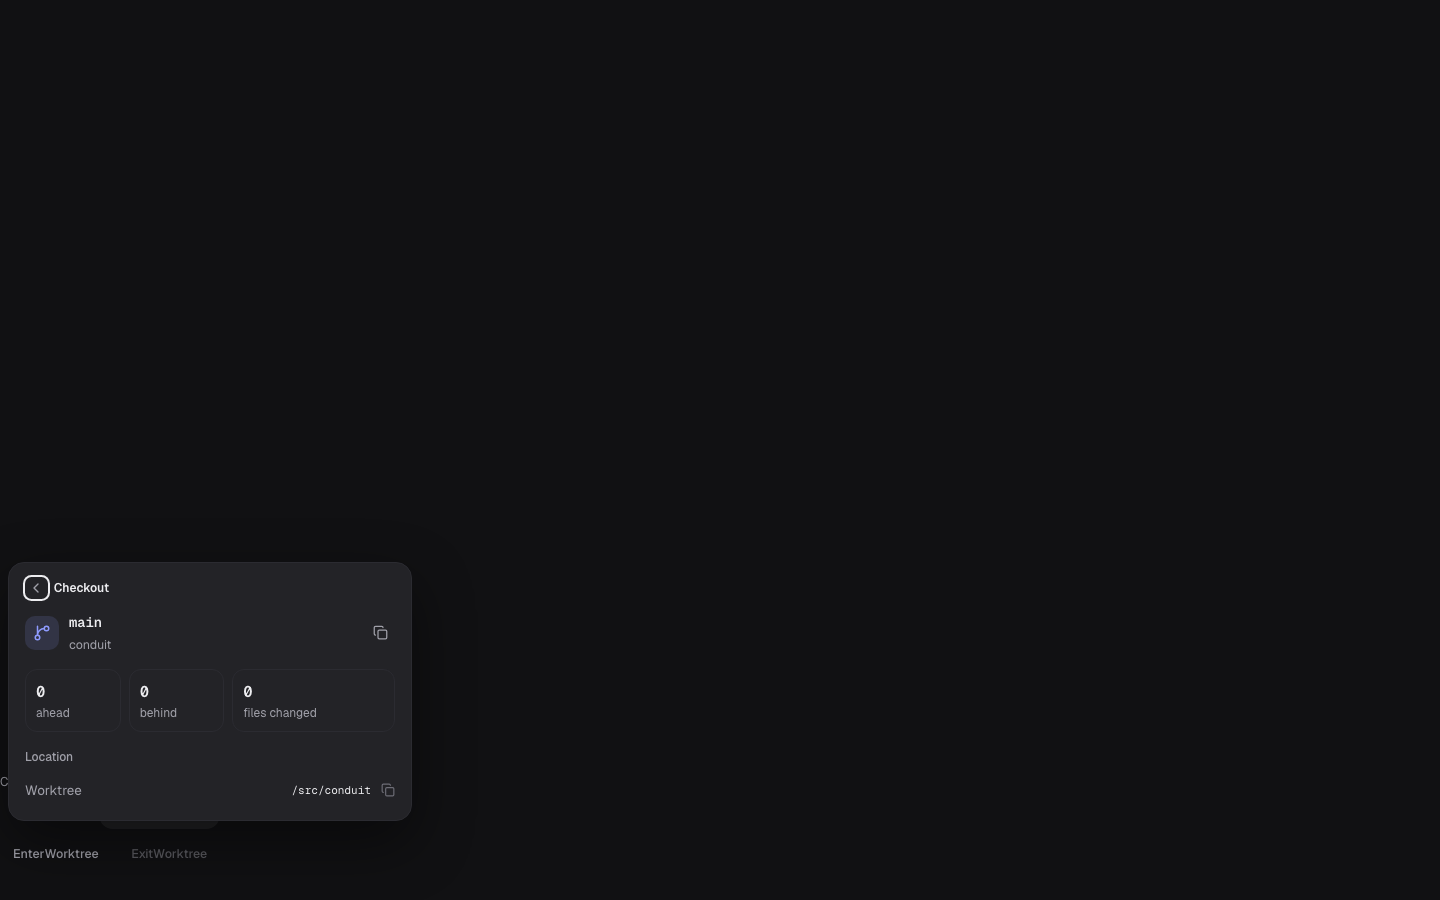 Checkout
main
conduit
0
ahead
0
behind
0
files changed
Location
Worktree /src/conduit
EnterWorktree ExitWorktree